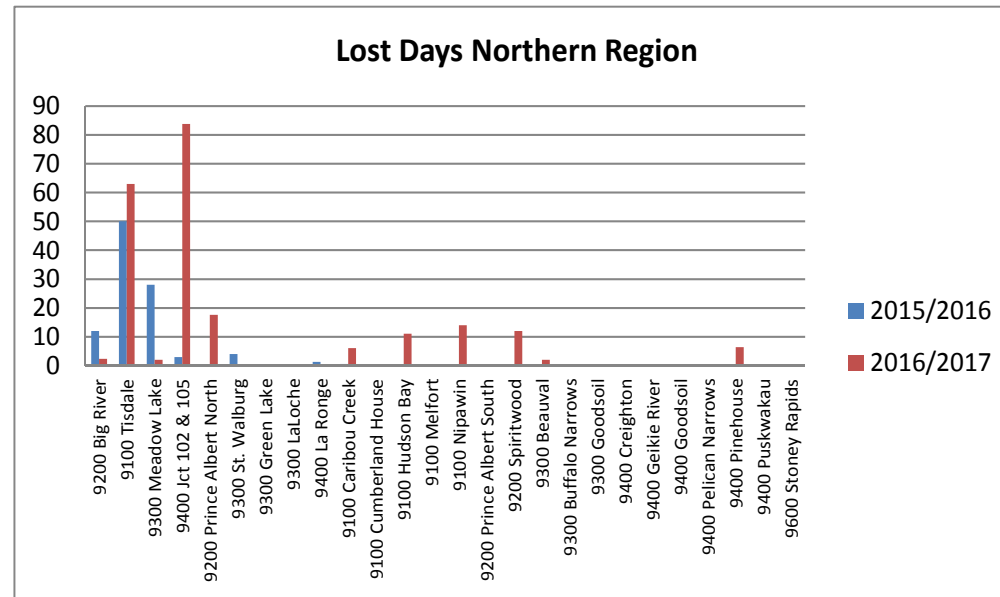 Lost Days Northern Region
90
80
70
60
50
40
30
20
10
0
9200 Big River
9100 Tisdale
9300 Meadow Lake
9400 Jct 102 & 105
9200 Prince Albert North
9300 St. Walburg
9300 Green Lake
9300 LaLoche
9400 La Ronge
9100 Caribou Creek
9100 Cumberland House
9100 Hudson Bay
9100 Melfort
9100 Nipawin
9200 Prince Albert South
9200 Spiritwood
9300 Beauval
9300 Buffalo Narrows
9300 Goodsoil
9400 Creighton
9400 Geikie River
9400 Goodsoil
9400 Pelican Narrows
9400 Pinehouse
9400 Puskwakau
9600 Stoney Rapids
2015/2016
2016/2017